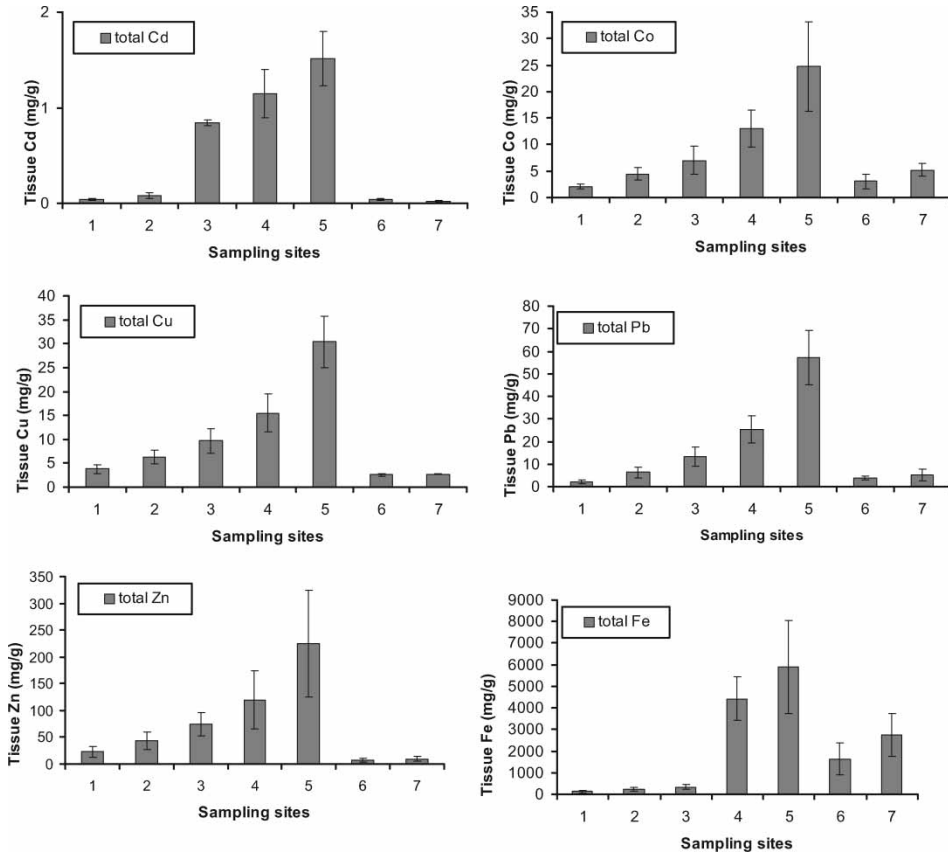 total Cd
Tissue Cd (mg/g)
2
1
0
1 2 3 4 5 6 7
Sampling sites
total Co
Tissue Co (mg/g)
35
30
25
20
15
10
5
0
1 2 3 4 5 6 7
Sampling sites
total Cu
Tissue Cu (mg/g)
40
35
30
25
20
15
10
5
0
1 2 3 4 5 6 7
Sampling sites
total Pb
Tissue Pb (mg/g)
80
70
60
50
40
30
20
10
0
1 2 3 4 5 6 7
Sampling sites
total Zn
Tissue Zn (mg/g)
350
300
250
200
150
100
50
0
1 2 3 4 5 6 7
Sampling sites
total Fe
Tissue Fe (mg/g)
9000
8000
7000
6000
5000
4000
3000
2000
1000
0
1 2 3 4 5 6 7
Sampling sites